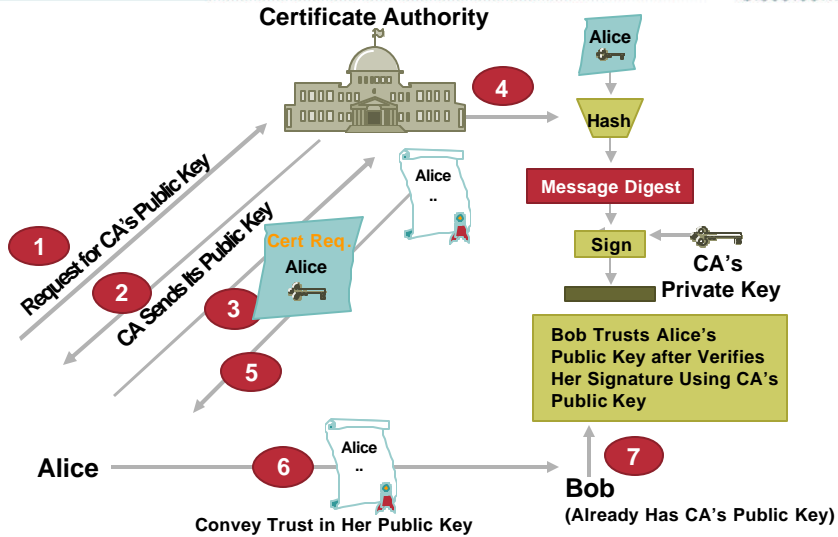 Certificate Authority
Alice
4
Hash
Message Digest
Sign
CA's
Private Key
1
Request for CA's Public Key
2
CA Sends Its Public Key
3
Cert Req.
Alice
Alice
..
5
Bob Trusts Alice's
Public Key after Verifies
Her Signature Using CA's
Public Key
Alice
6
Alice
..
Convey Trust in Her Public Key
7
Bob
(Already Has CA's Public Key)